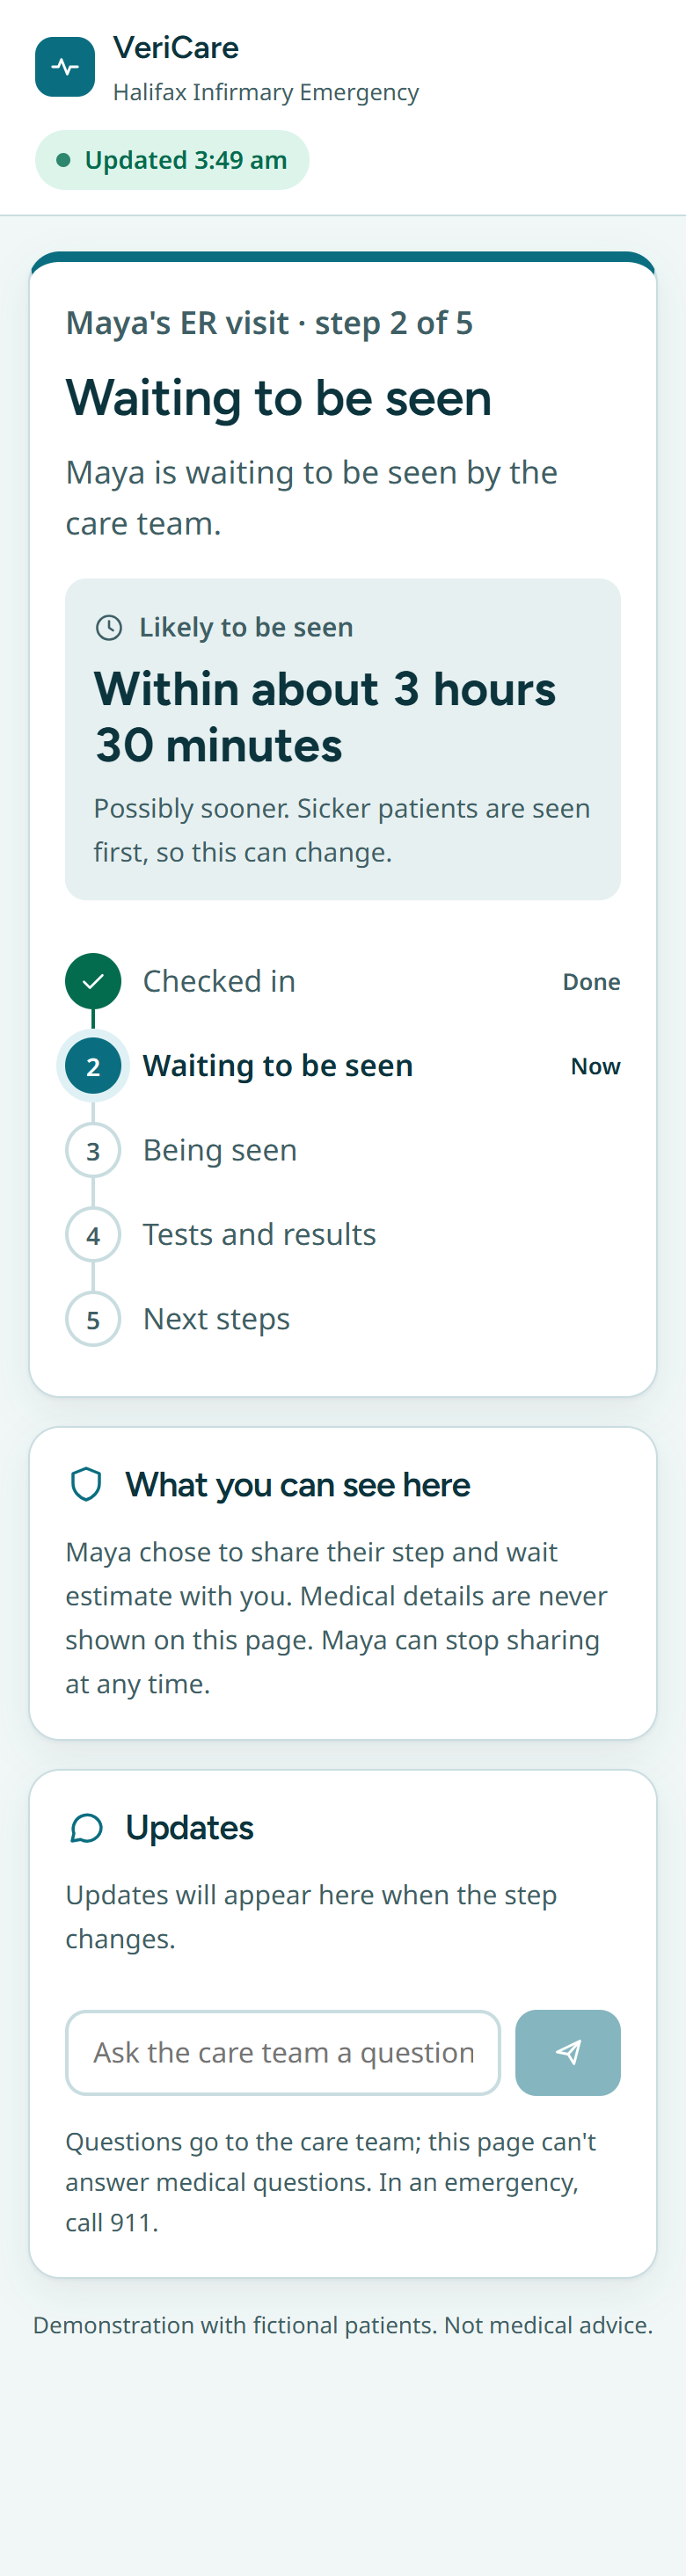 VeriCare
Halifax Infirmary Emergency
Updated 3:49 am
Maya's ER visit · step 2 of 5
Waiting to be seen
Maya is waiting to be seen by the
care team.
Likely to be seen
Within about 3 hours
30 minutes
Possibly sooner. Sicker patients are seen
first, so this can change.
Checked in Done
2 Waiting to be seen Now
3 Being seen
4 Tests and results
5 Next steps
What you can see here
Maya chose to share their step and wait
estimate with you. Medical details are never
shown on this page. Maya can stop sharing
at any time.
Updates
Updates will appear here when the step
changes.
Ask the care team a question
Questions go to the care team; this page can't
answer medical questions. In an emergency,
call 911.
Demonstration with fictional patients. Not medical advice.